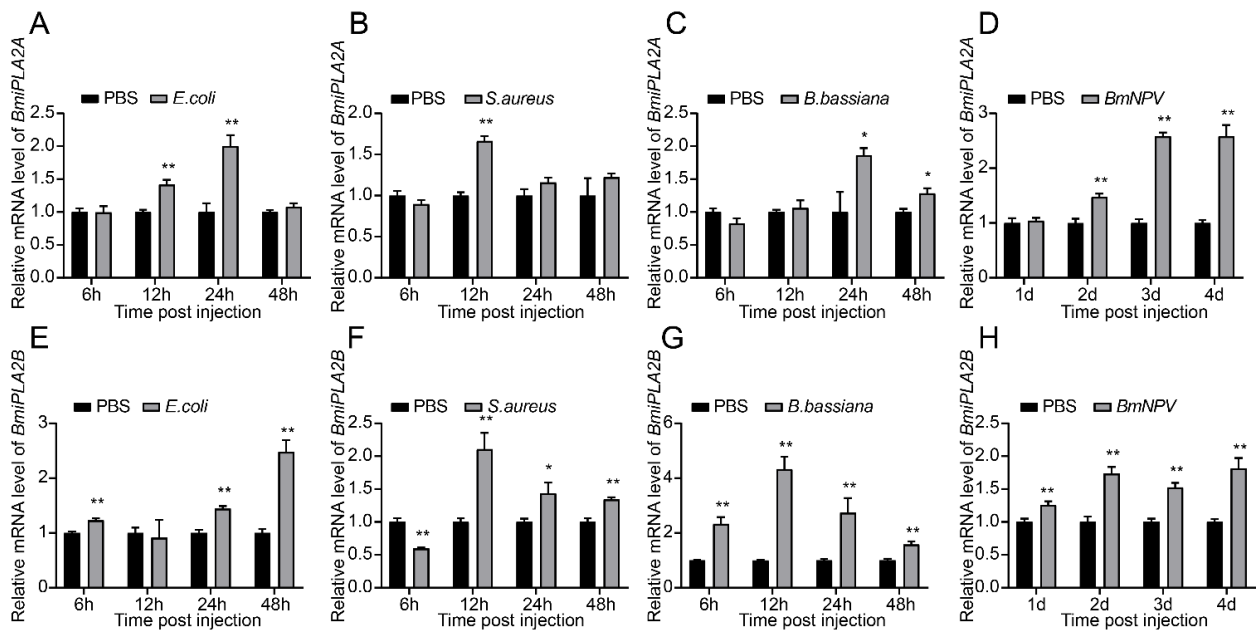 A
Relative mRNA level of BmiPLA2A
PBS E.coli
2.5
2.0
1.5
1.0
0.5
0.0
**
**
6h 12h 24h 48h
Time post injection
B
Relative mRNA level of BmiPLA2A
PBS S.aureus
2.0
1.5
1.0
0.5
0.0
**
6h 12h 24h 48h
Time post injection
C
Relative mRNA level of BmiPLA2A
PBS B.bassiana
2.5
2.0
1.5
1.0
0.5
0.0
*
*
6h 12h 24h 48h
Time post injection
D
Relative mRNA level of BmiPLA2A
PBS BmNPV
3
2
1
0
**
**
**
1d 2d 3d 4d
Time post injection
E
Relative mRNA level of BmiPLA2B
PBS E.coli
3
2
1
0
**
**
**
6h 12h 24h 48h
Time post injection
F
Relative mRNA level of BmiPLA2B
PBS S.aureus
2.5
2.0
1.5
1.0
0.5
0.0
**
**
*
**
6h 12h 24h 48h
Time post injection
G
Relative mRNA level of BmiPLA2B
PBS B.bassiana
6
4
2
0
**
**
**
**
6h 12h 24h 48h
Time post injection
H
Relative mRNA level of BmiPLA2B
PBS BmNPV
2.5
2.0
1.5
1.0
0.5
0.0
**
**
**
**
1d 2d 3d 4d
Time post injection